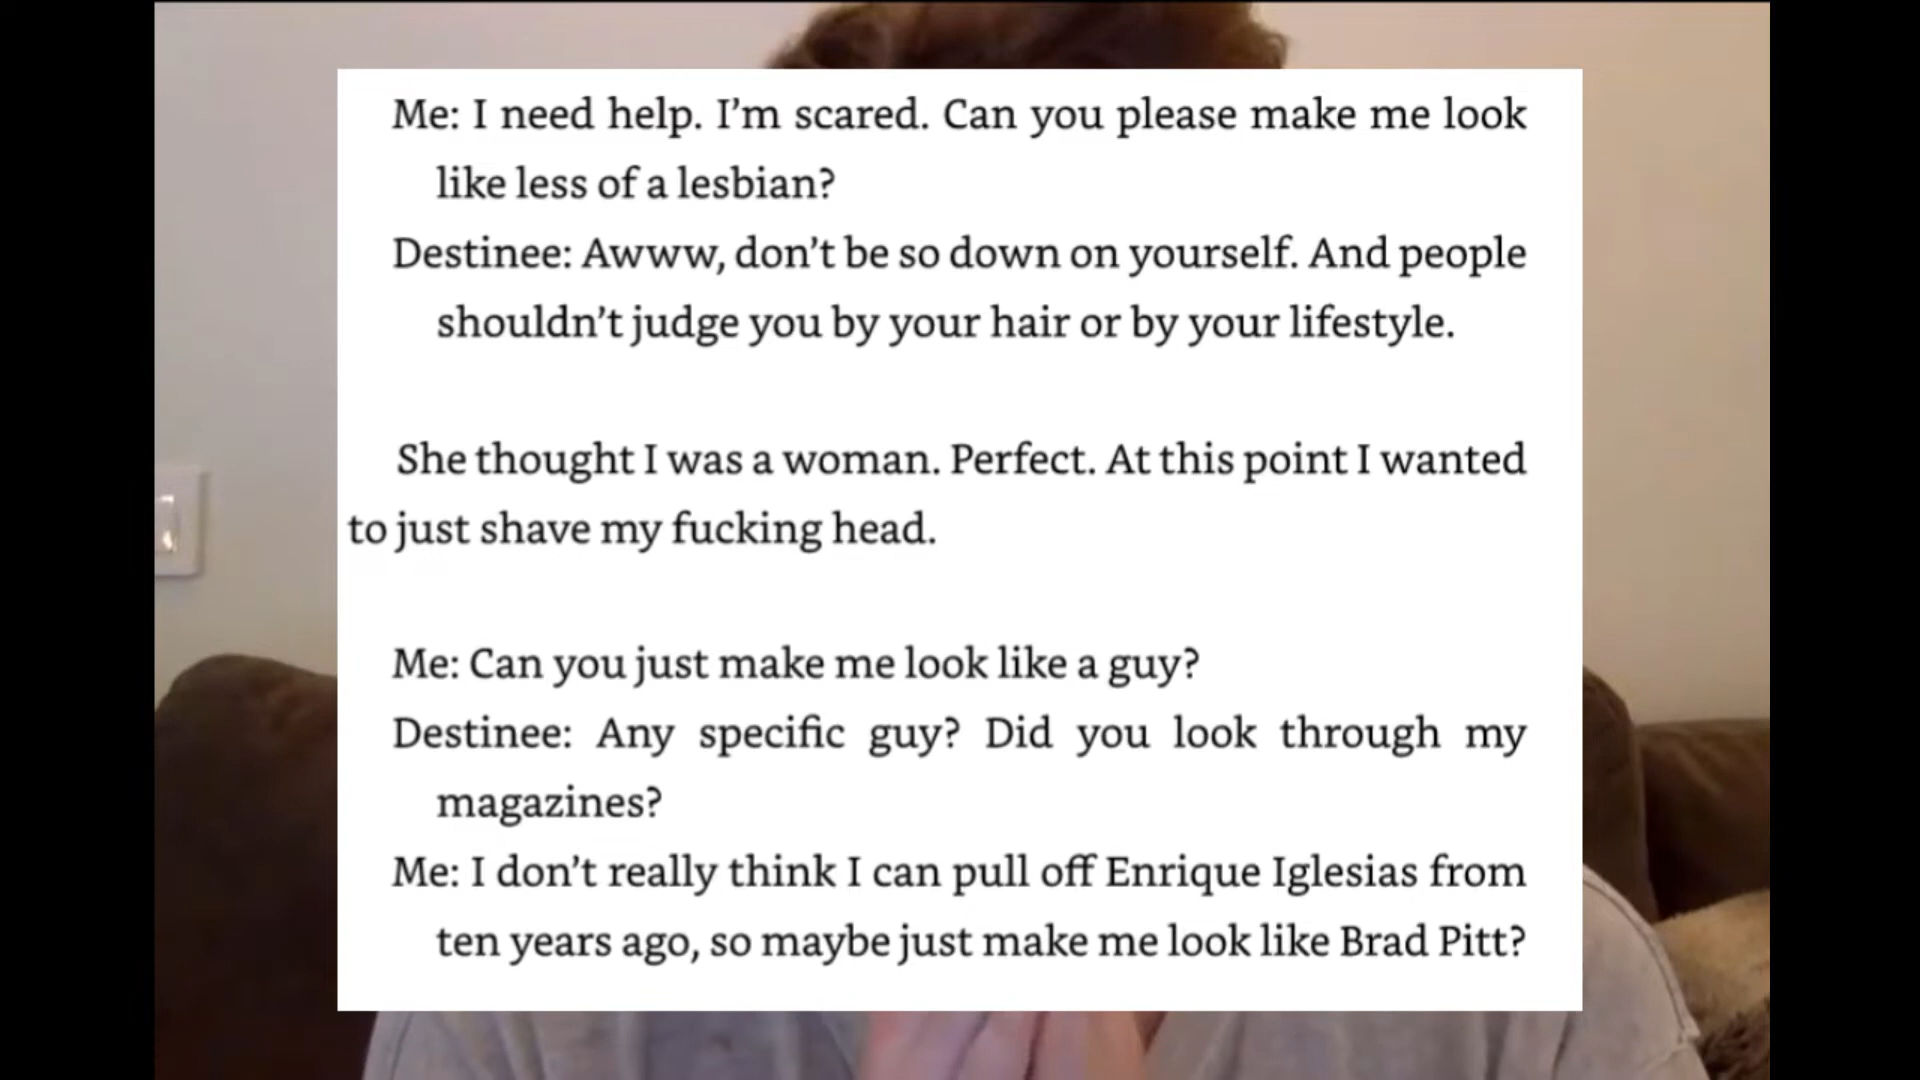 Me: I need help. I’m scared. Can you please make me look
like less of a lesbian?
Destinee: Awww, don’t be so down on yourself. And people
shouldn’t judge you by your hair or by your lifestyle.
She thought I was a woman. Perfect. At this point I wanted
to just shave my fucking head.
Me: Can you just make me look like a guy?
Destinee: Any specific guy? Did you look through my
magazines?
Me: I don’t really think I can pull off Enrique Iglesias from
ten years ago, so maybe just make me look like Brad Pitt?